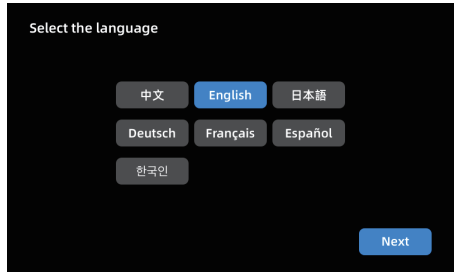 Select the language
中文 English 日本語
Deutsch Français Español
한국인
Next